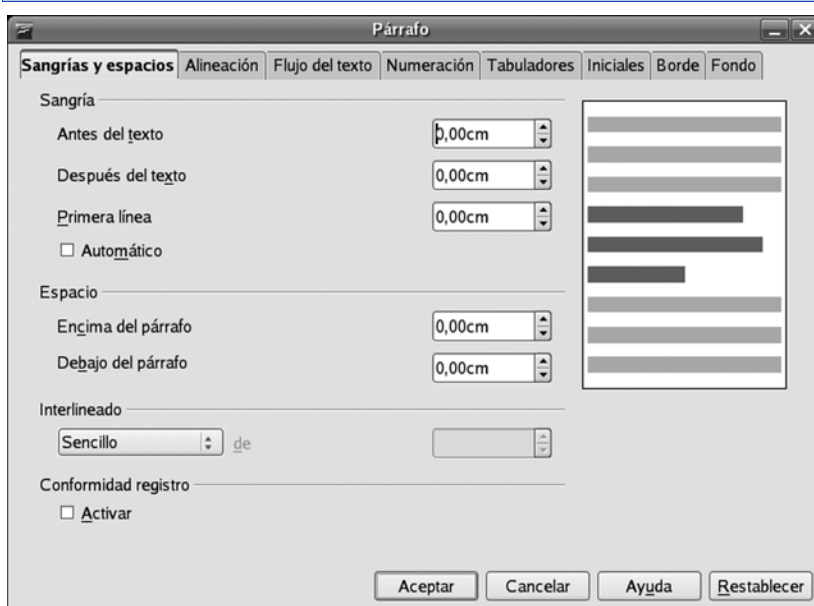 Párrafo
Sangrías y espacios Alineación Flujo del texto Numeración Tabuladores Iniciales Borde Fondo
Sangría
Antes del texto 0,00cm
Después del texto 0,00cm
Primera línea 0,00cm
Automático
Espacio
Encima del párrafo 0,00cm
Debajo del párrafo 0,00cm
Interlineado
Sencillo de
Conformidad registro
Activar
Aceptar Cancelar Ayuda Restablecer